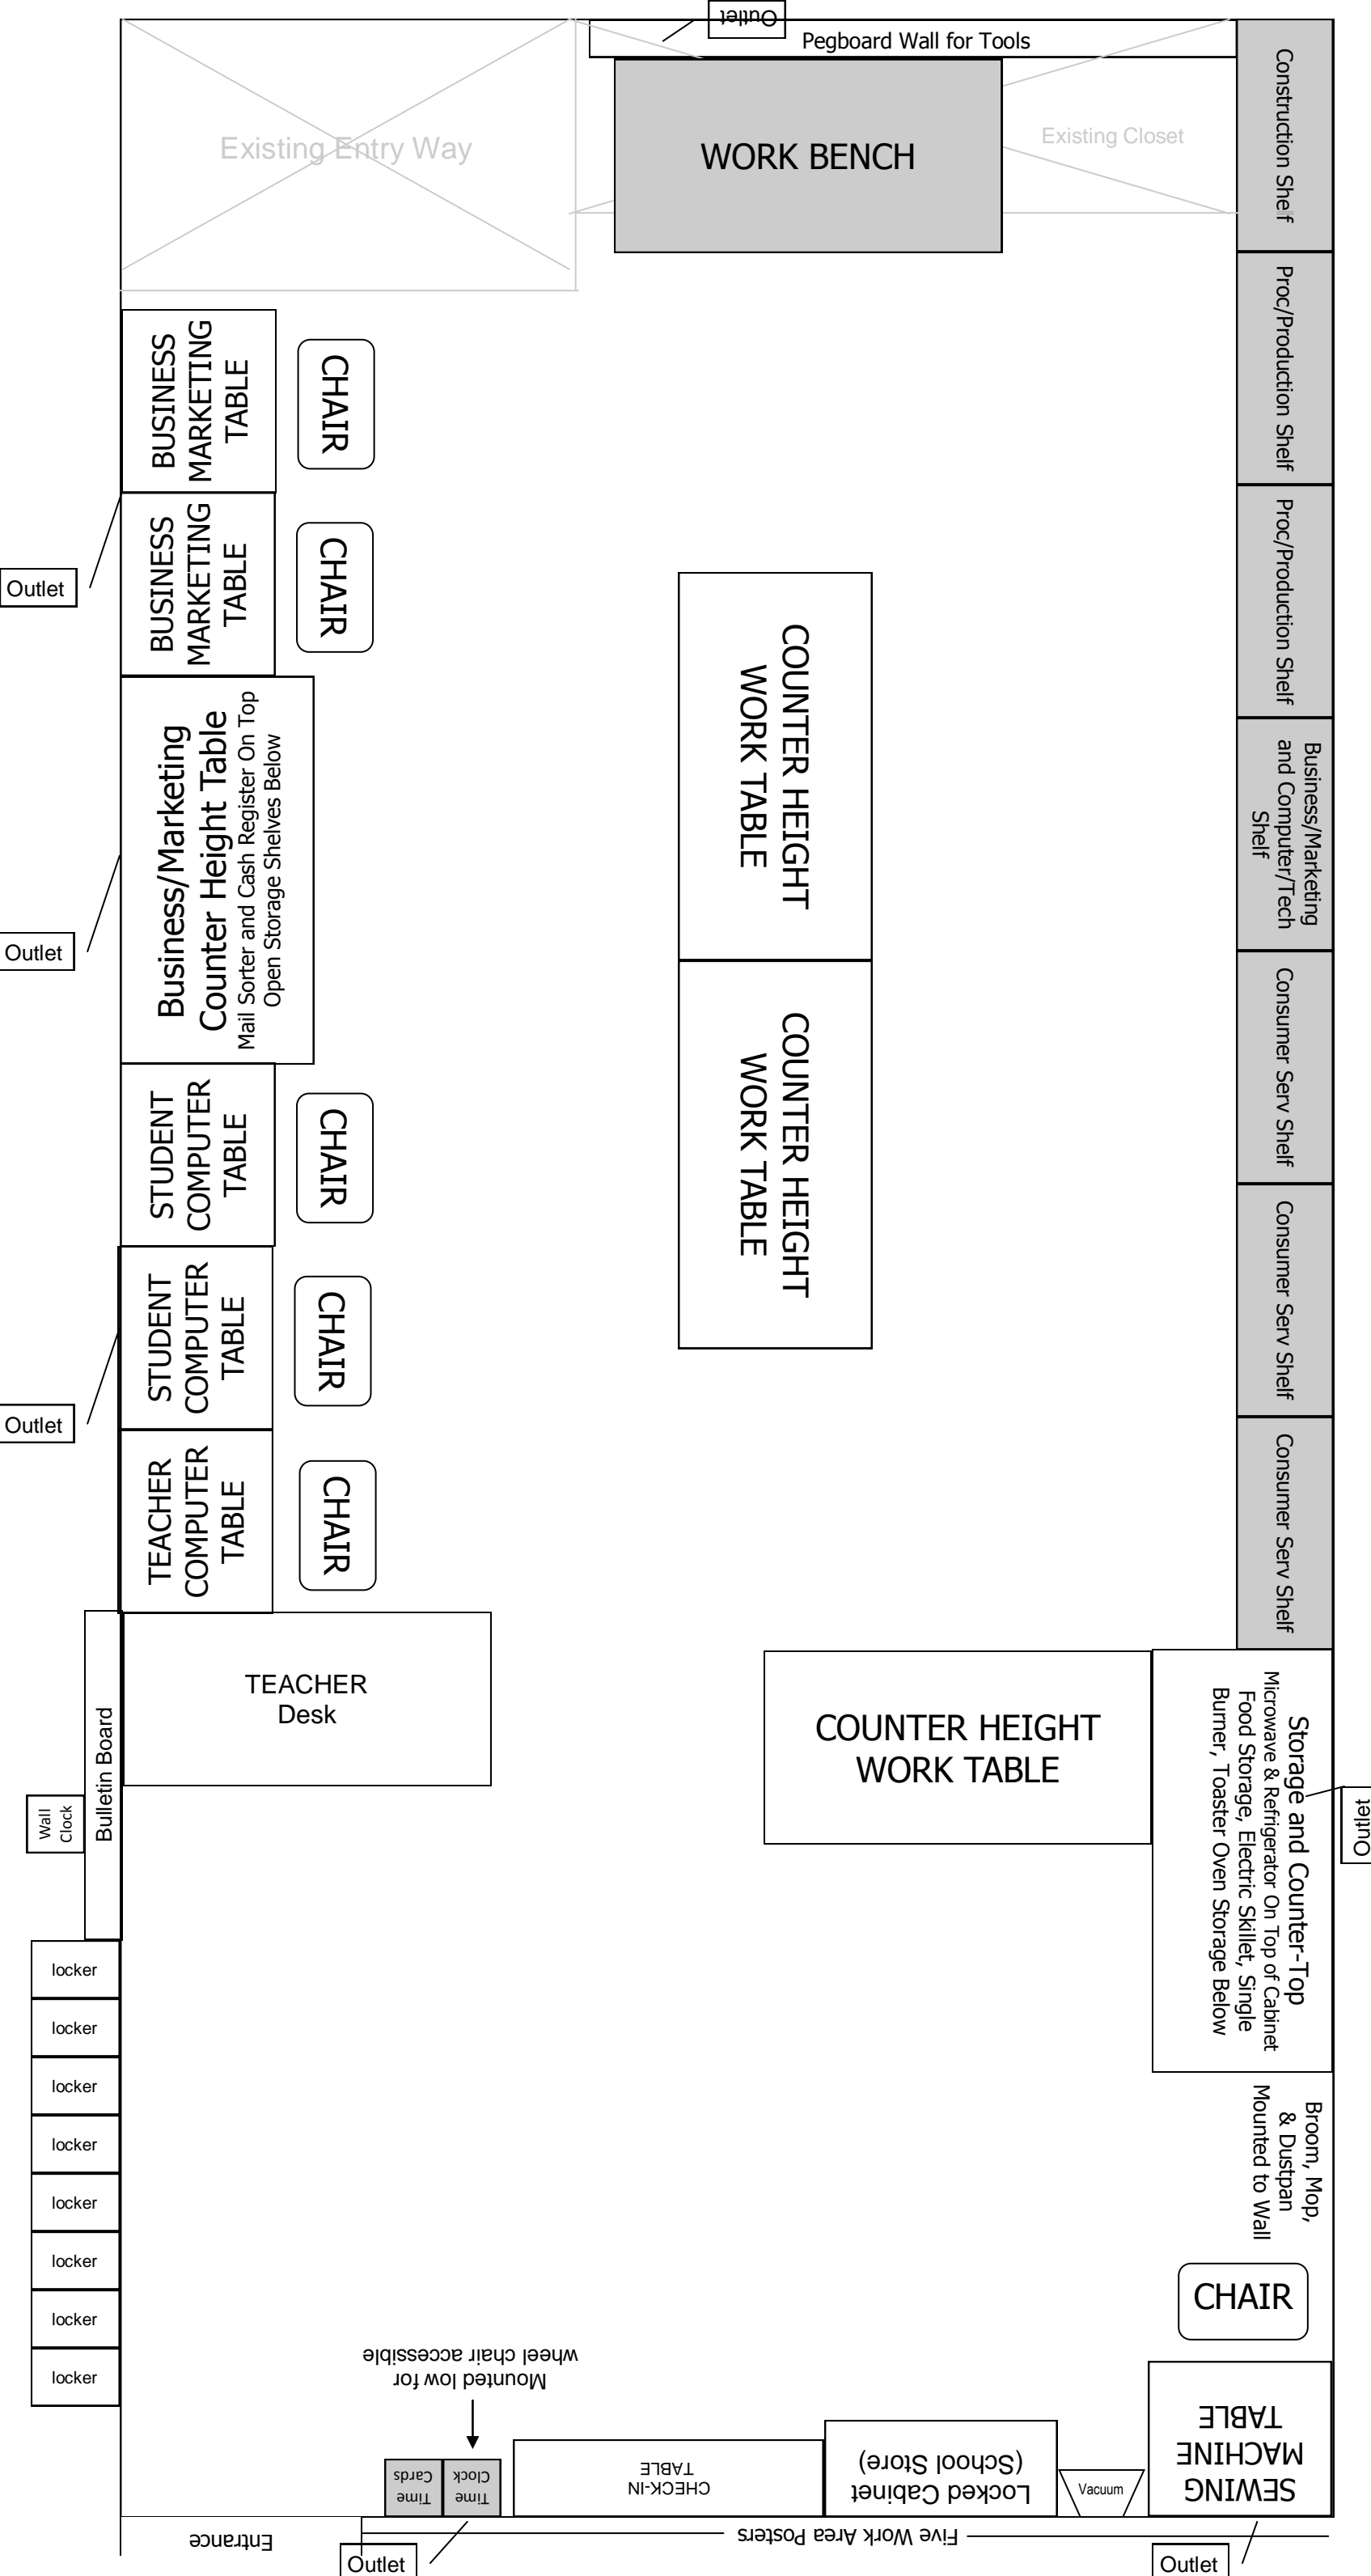 Outlet
Pegboard Wall for Tools
Existing Entry Way
WORK BENCH
Existing Closet
Construction Shelf
Proc/Production Shelf
Proc/Production Shelf
Business/Marketing
and Computer/Tech
Shelf
Consumer Serv Shelf
Consumer Serv Shelf
Consumer Serv Shelf
BUSINESS
MARKETING
TABLE
CHAIR
Outlet
BUSINESS
MARKETING
TABLE
CHAIR
Business/Marketing
Counter Height Table
Mail Sorter and Cash Register On Top
Open Storage Shelves Below
Outlet
COUNTER HEIGHT
WORK TABLE
COUNTER HEIGHT
WORK TABLE
STUDENT
COMPUTER
TABLE
CHAIR
STUDENT
COMPUTER
TABLE
CHAIR
Outlet
TEACHER
COMPUTER
TABLE
CHAIR
TEACHER
Desk
Bulletin Board
Wall
Clock
COUNTER HEIGHT
WORK TABLE
Storage and Counter-Top
Microwave & Refrigerator On Top of Cabinet
Food Storage, Electric Skillet, Single
Burner, Toaster Oven Storage Below
Outlet
locker
locker
locker
locker
locker
locker
locker
locker
Broom, Mop,
& Dustpan
Mounted to Wall
CHAIR
SEWING
MACHINE
TABLE
Mounted low for
wheel chair accessible
Time
Cards
Time
Clock
CHECK-IN
TABLE
Locked Cabinet
(School Store)
Vacuum
Entrance
Five Work Area Posters
Outlet
Outlet